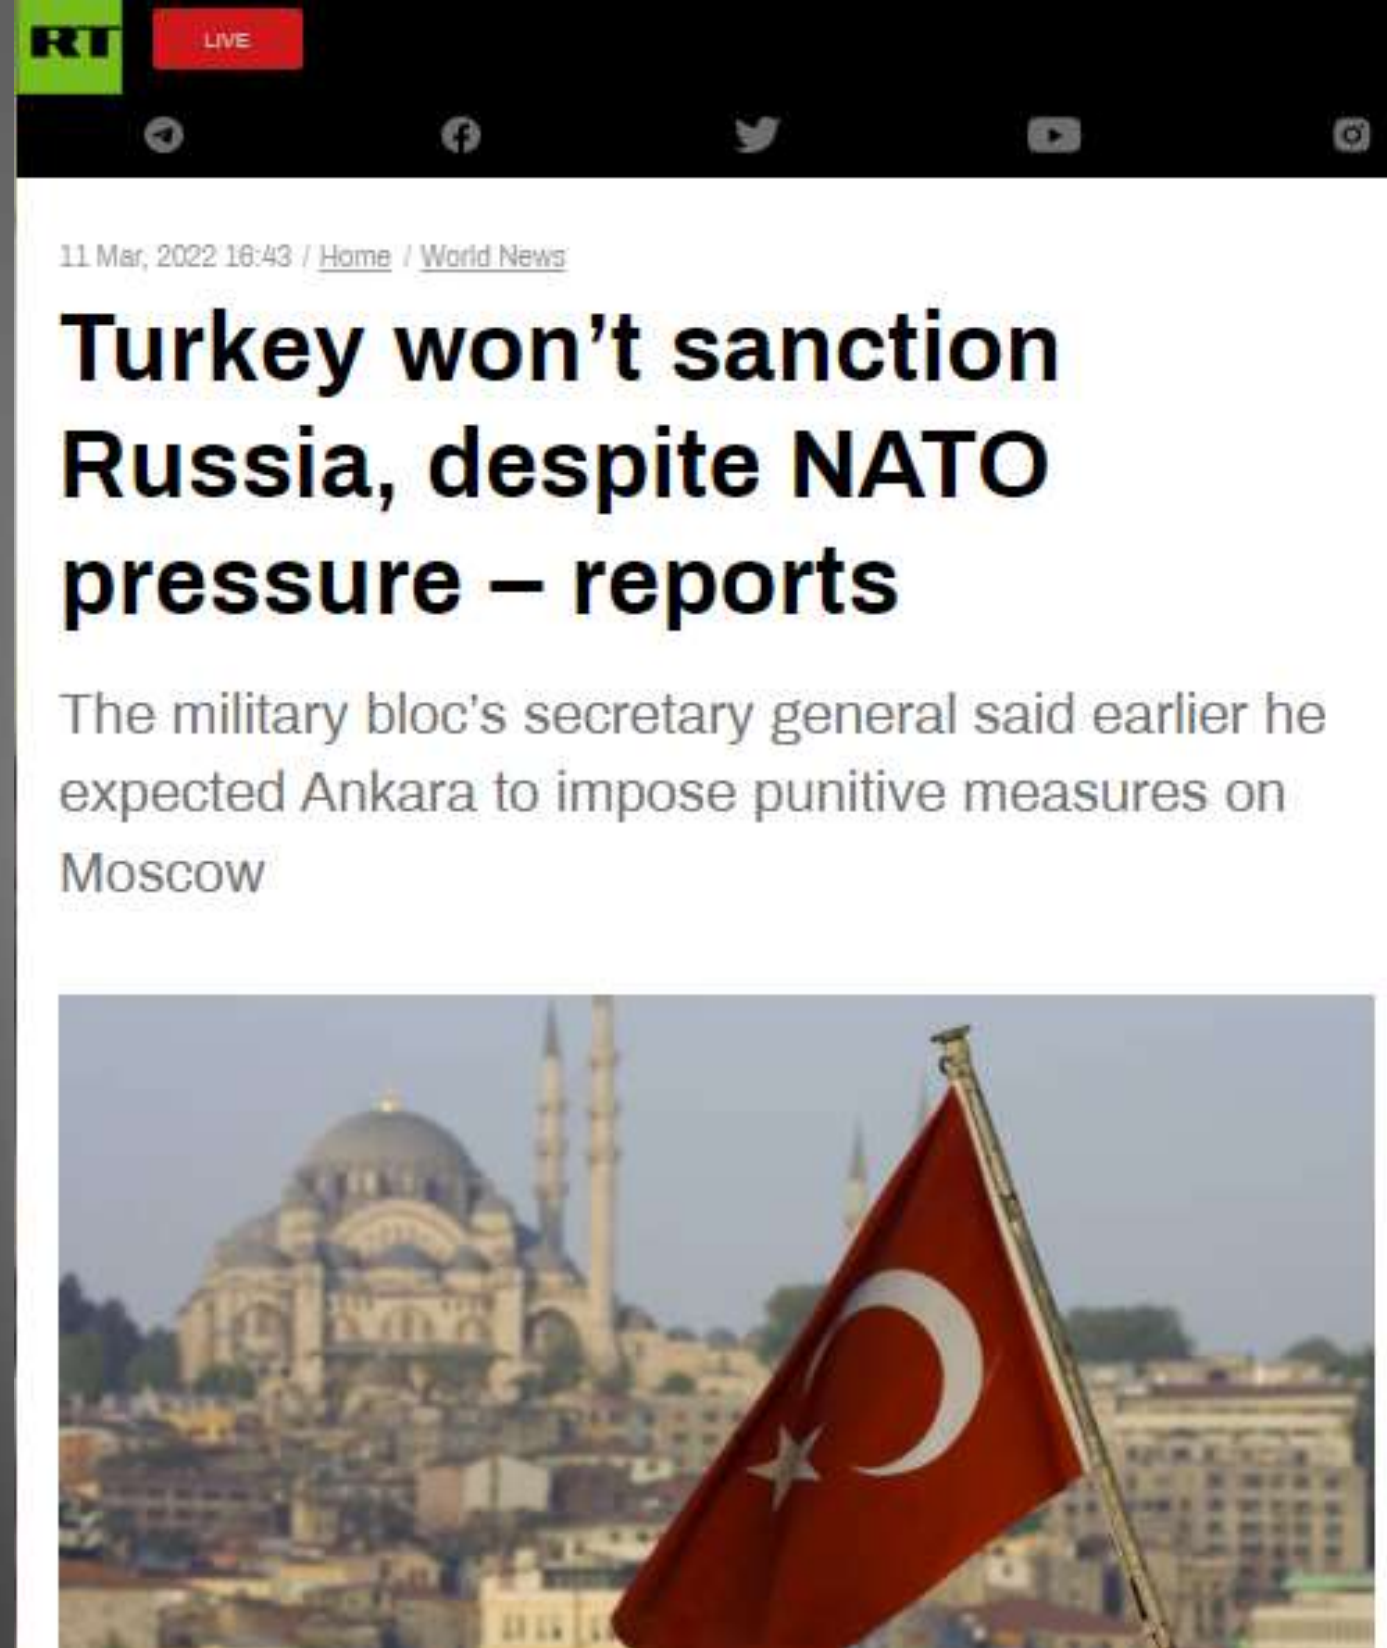 RT
LIVE
11 Mar, 2022 16:43 / Home / World News
Turkey won’t sanction
Russia, despite NATO
pressure – reports
The military bloc’s secretary general said earlier he
expected Ankara to impose punitive measures on
Moscow